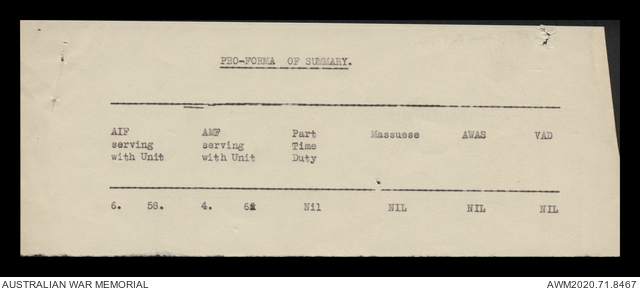 PRO-FORMA OF SUMMARY.
AIF AMF Part Massuese AWAS VAD
serving serving Time
with Unit with Unit Duty
6. 58. 4. Nil NIL NIL NIL
AUSTRALIAN WAR MEMORIAL AWM2020.71.8467